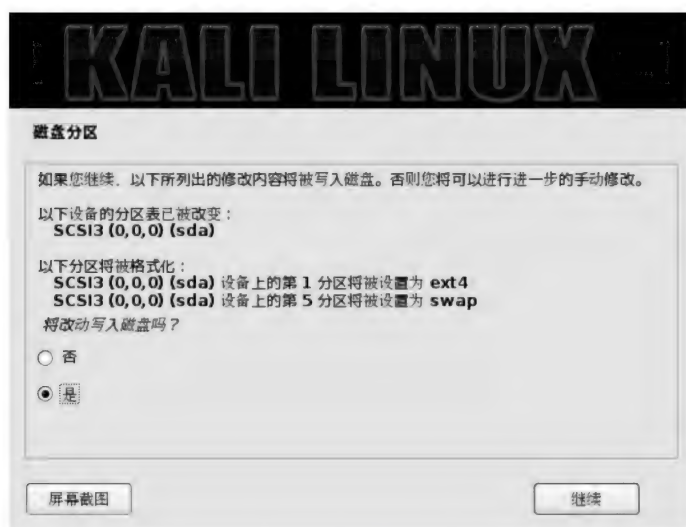 KALI LINUX
磁盘分区
如果您继续，以下所列出的修改内容将被写入磁盘。否则您将可以进行进一步的手动修改。
以下设备的分区表已被改变：
SCSI3 (0,0,0) (sda)
以下分区将被格式化：
SCSI3 (0,0,0) (sda) 设备上的第 1 分区将被设置为 ext4
SCSI3 (0,0,0) (sda) 设备上的第 5 分区将被设置为 swap
将改动写入磁盘吗？
否
是
屏幕截图
继续